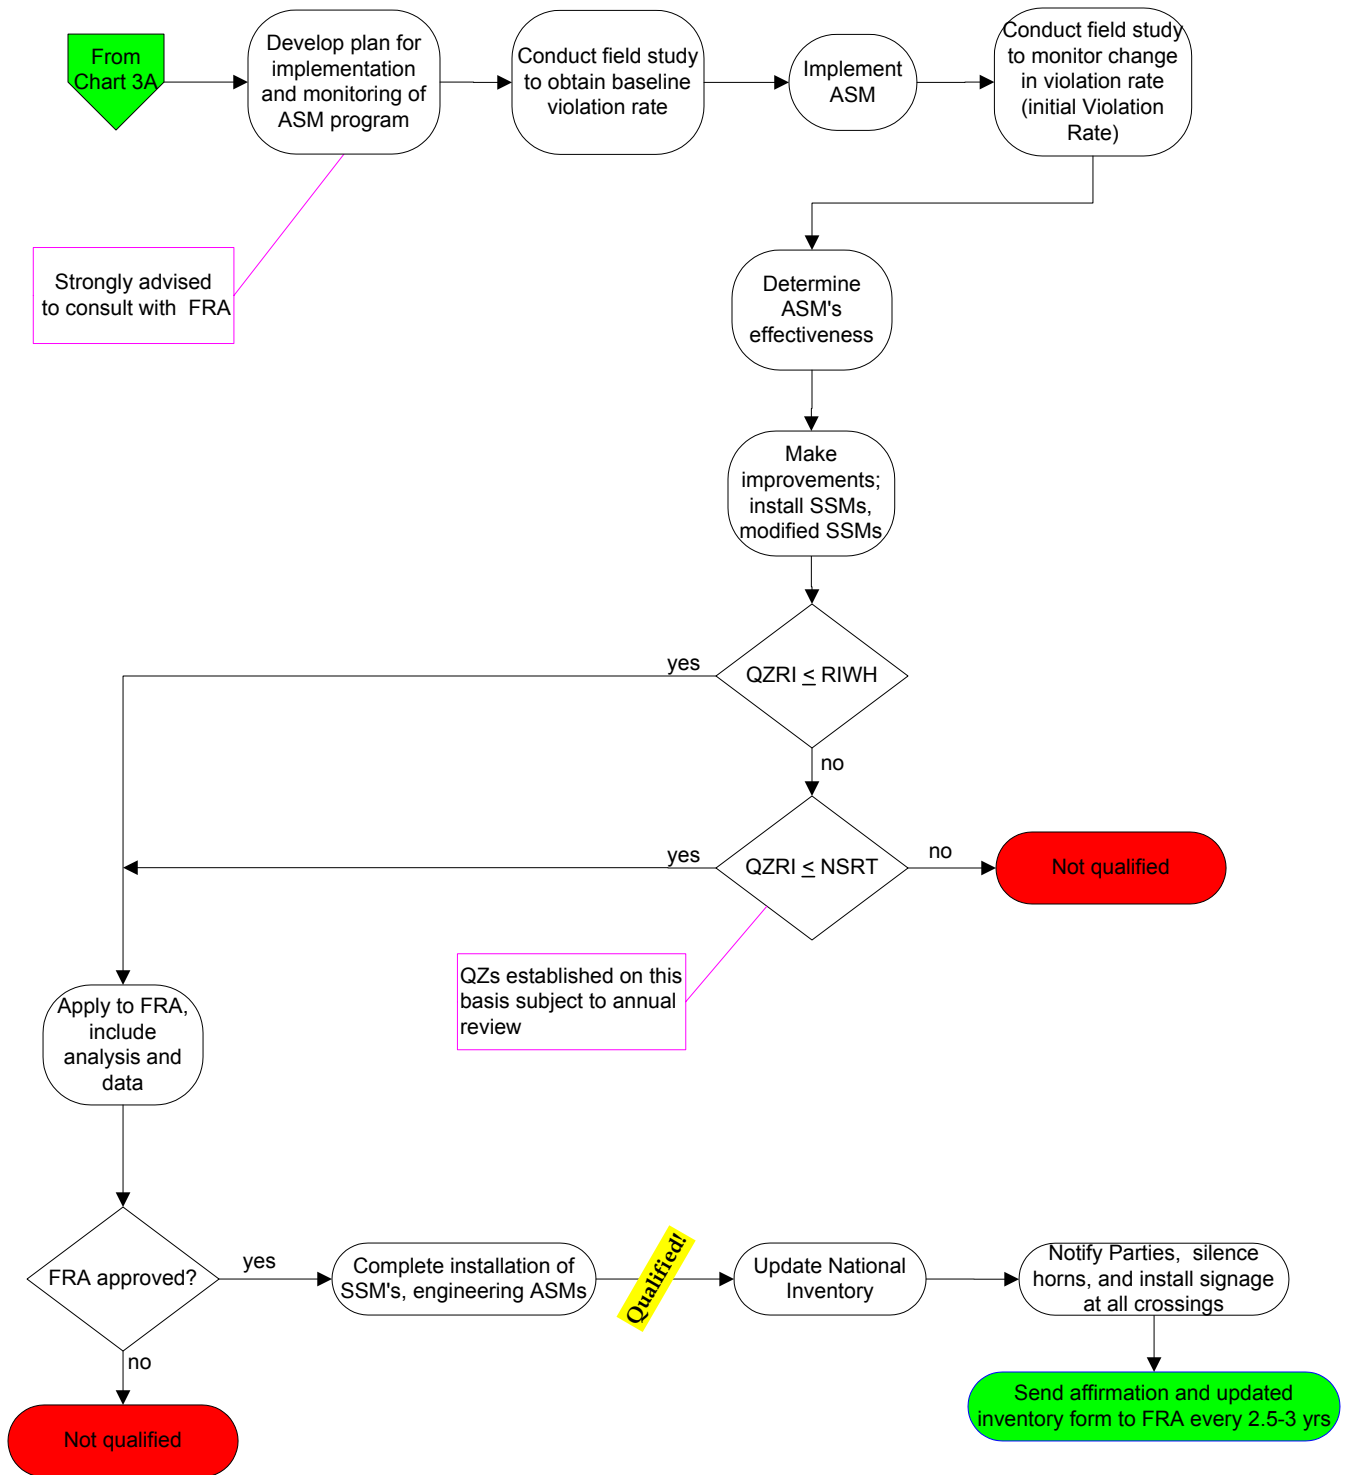 From
Chart 3A
Develop plan for
implementation
and monitoring of
ASM program
Conduct field study
to obtain baseline
violation rate
Implement
ASM
Conduct field study
to monitor change
in violation rate
(initial Violation
Rate)
Strongly advised
to consult with FRA
Determine
ASM's
effectiveness
Make
improvements;
install SSMs,
modified SSMs
QZRI ≤ RIWH
yes
no
QZRI ≤ NSRT
yes
no
Not qualified
QZs established on this
basis subject to annual
review
Apply to FRA,
include
analysis and
data
FRA approved?
yes
no
Complete installation of
SSM's, engineering ASMs
Qualified!
Update National
Inventory
Notify Parties, silence
horns, and install signage
at all crossings
Send affirmation and updated
inventory form to FRA every 2.5-3 yrs
Not qualified